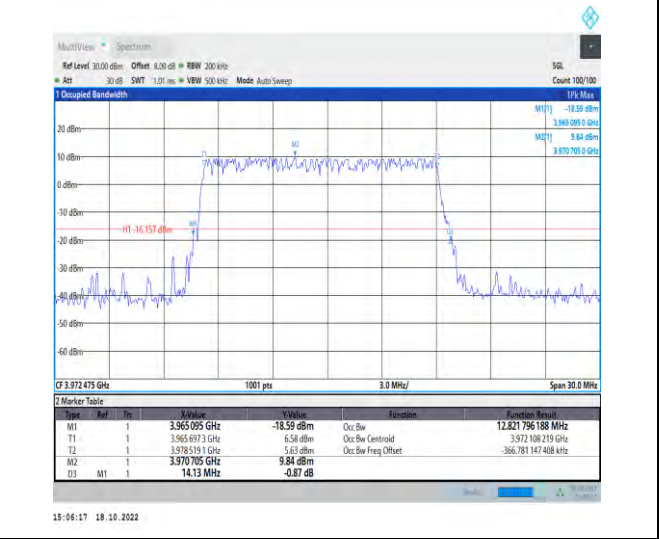 MultiView Spectrum
Ref Level 30.00 dBm Offset 8.00 dB RBW 200 kHz SGL
Att 30 dB SWT 1.01 ms VBW 500 kHz Mode Auto Sweep Count 100/100
1 Occupied Bandwidth 1Pk Max
M1[1] -18.59 dBm
3.965 095 0 GHz
M2[1] 9.84 dBm
3.970 705 0 GHz
20 dBm
10 dBm
0 dBm
-10 dBm
H1 -16.157 dBm
-20 dBm
-30 dBm
-40 dBm
-50 dBm
-60 dBm
M2
T1
M1
CF 3.972 475 GHz 1001 pts 3.0 MHz/ Span 30.0 MHz
2 Marker Table
Type Ref Trc X-Value Y-Value Function Function Result
M1 1 3.965 095 GHz -18.59 dBm Occ Bw 12.821 796 188 MHz
T1 1 3.965 697 3 GHz 6.58 dBm Occ Bw Centroid 3.972 108 219 GHz
T2 1 3.978 519 1 GHz 5.63 dBm Occ Bw Freq Offset -366.781 147 408 kHz
M2 1 3.970 705 GHz 9.84 dBm
D3 M1 1 14.13 MHz -0.87 dB
15:06:17 18.10.2022